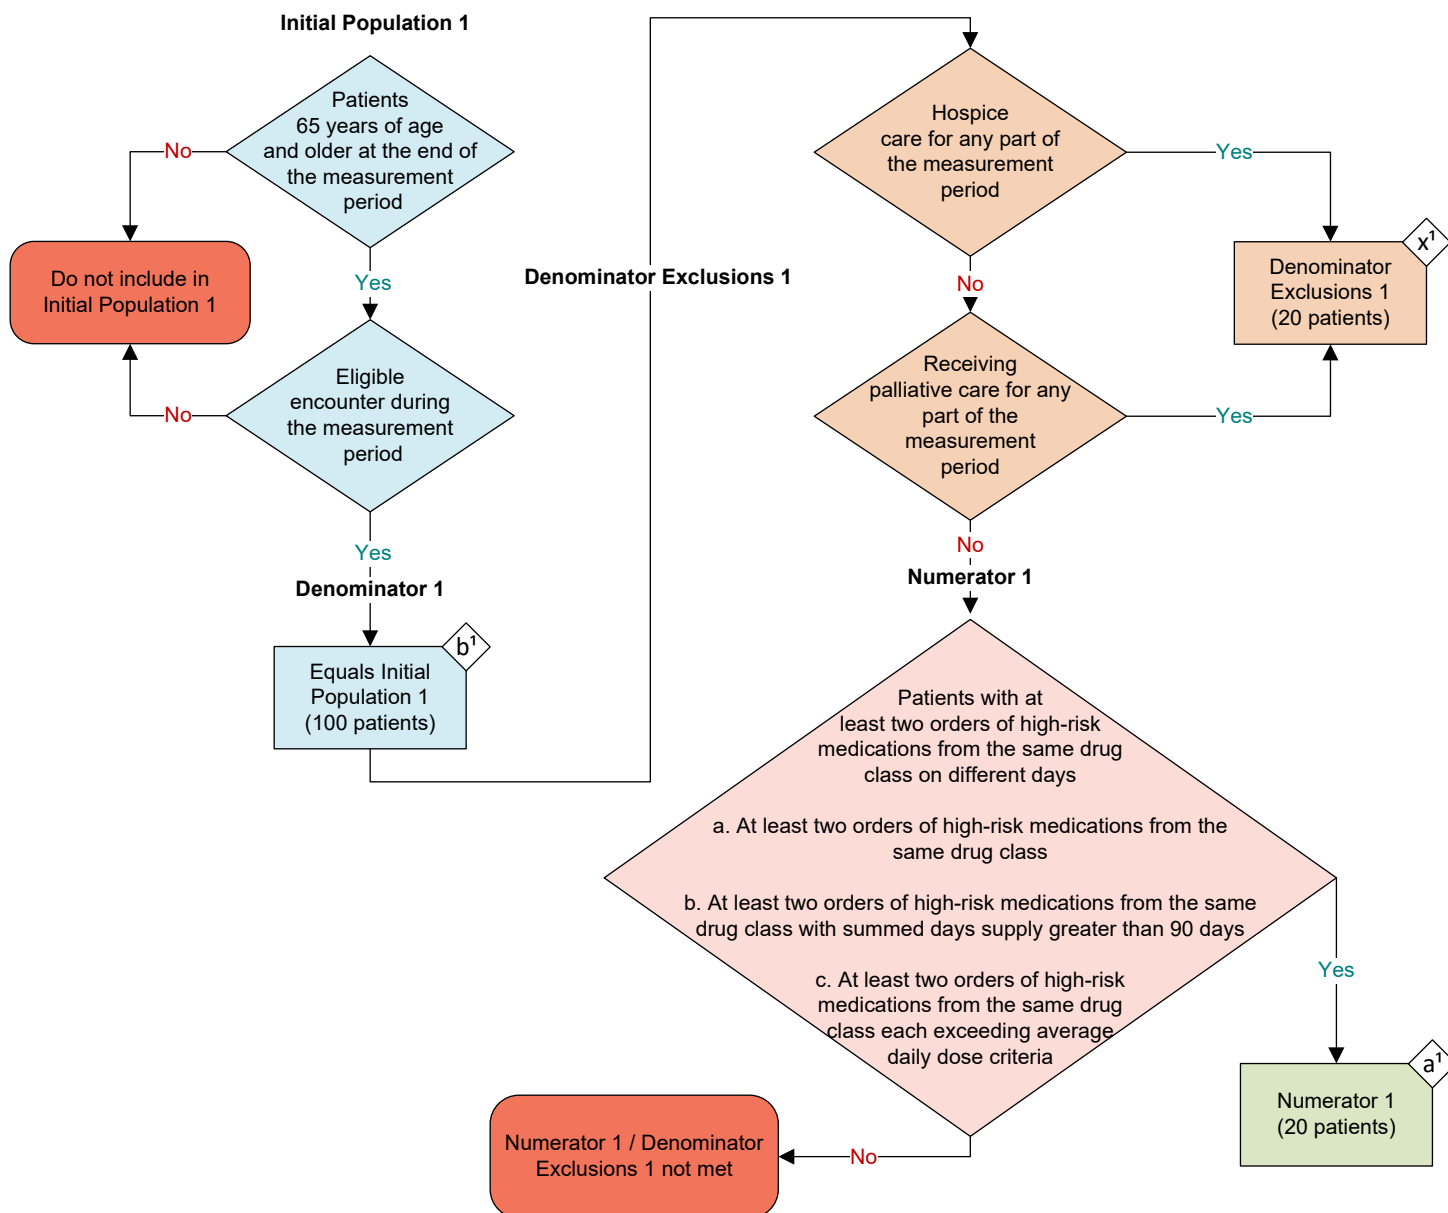 Initial Population 1
Patients
65 years of age
and older at the end of
the measurement
period
No
Yes
Do not include in
Initial Population 1
Eligible
encounter during
the measurement
period
No
Yes
Denominator 1
b¹
Equals Initial
Population 1
(100 patients)
Denominator Exclusions 1
Hospice
care for any part of
the measurement
period
Yes
No
x¹
Denominator
Exclusions 1
(20 patients)
Receiving
palliative care for any
part of the
measurement
period
Yes
No
Numerator 1
Patients with at
least two orders of high-risk
medications from the same drug
class on different days
a. At least two orders of high-risk medications from the
same drug class
b. At least two orders of high-risk medications from the same
drug class with summed days supply greater than 90 days
c. At least two orders of high-risk
medications from the same drug
class each exceeding average
daily dose criteria
Yes
a¹
Numerator 1
(20 patients)
No
Numerator 1 / Denominator
Exclusions 1 not met